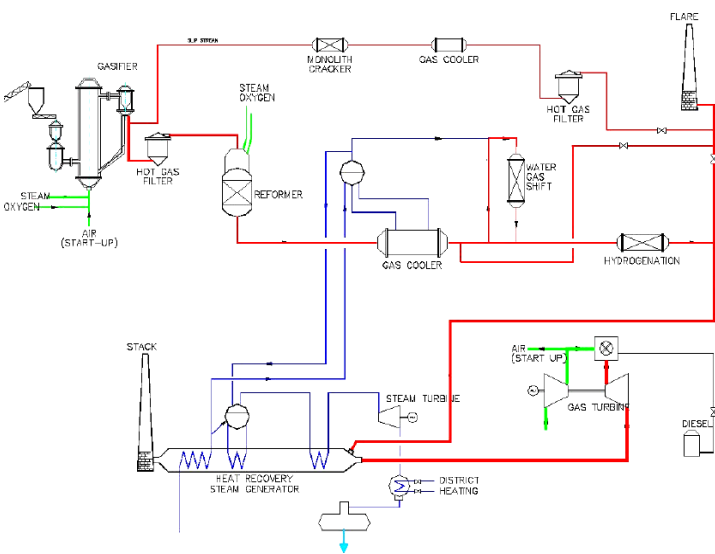 FLARE
SLIP STREAM
MONOLITH
CRACKER
GAS COOLER
GASIFIER
STEAM
OXYGEN
HOT GAS
FILTER
HOT GAS
FILTER
WATER
GAS
SHIFT
REFORMER
STEAM
OXYGEN
AIR
(START-UP)
GAS COOLER
HYDROGENATION
STACK
AIR
(START UP)
STEAM TURBINE
GAS TURBINE
DIESEL
HEAT RECOVERY
STEAM GENERATOR
DISTRICT
HEATING